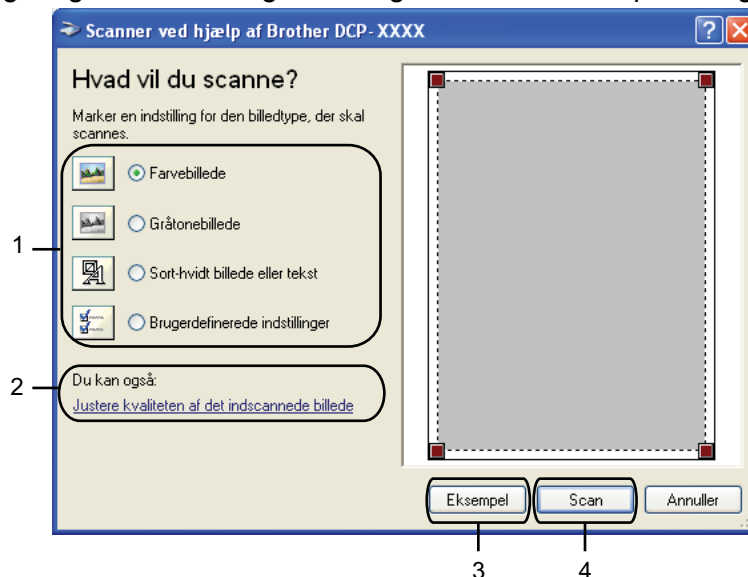 Scanner ved hjælp af Brother DCP-XXXX
Hvad vil du scanne?
Marker en indstilling for den billedtype, der skal
scannes.
Farvebillede
Gråtonebillede
1
Sort-hvidt billede eller tekst
Brugerdefinerede indstillinger
2
Du kan også:
Justere kvaliteten af det indscannede billede
Eksempel
Scan
Annuller
3
4